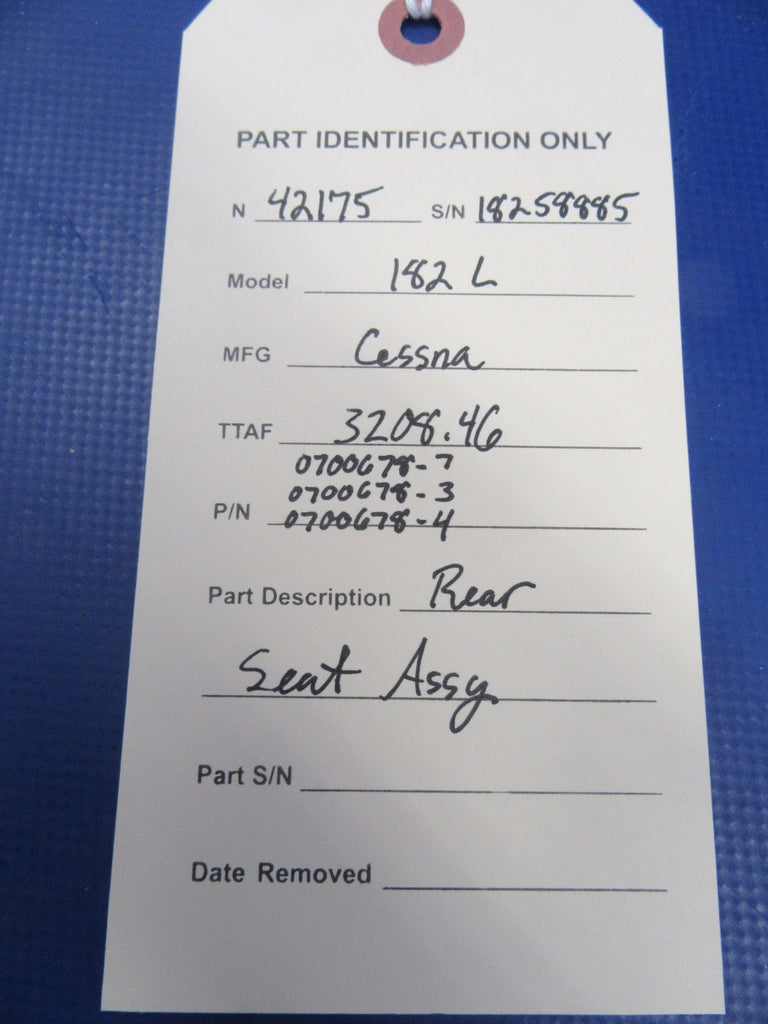 PART IDENTIFICATION ONLY
N 42175 S/N 18258885
Model 182 L
MFG Cessna
TTAF 3208.46
0700678-7
0700678-3
P/N 0700678-4
Part Description Rear
Seat Assy
Part S/N
Date Removed